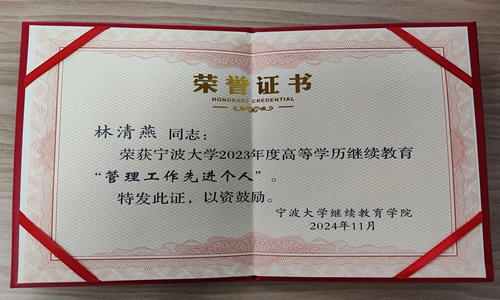 荣誉证书
HONORARY CREDENTIAL
林清燕 同志：
荣获宁波大学2023年度高等学历继续教育
“管理工作先进个人”。
特发此证，以资鼓励。
宁波大学继续教育学院
2024年11月